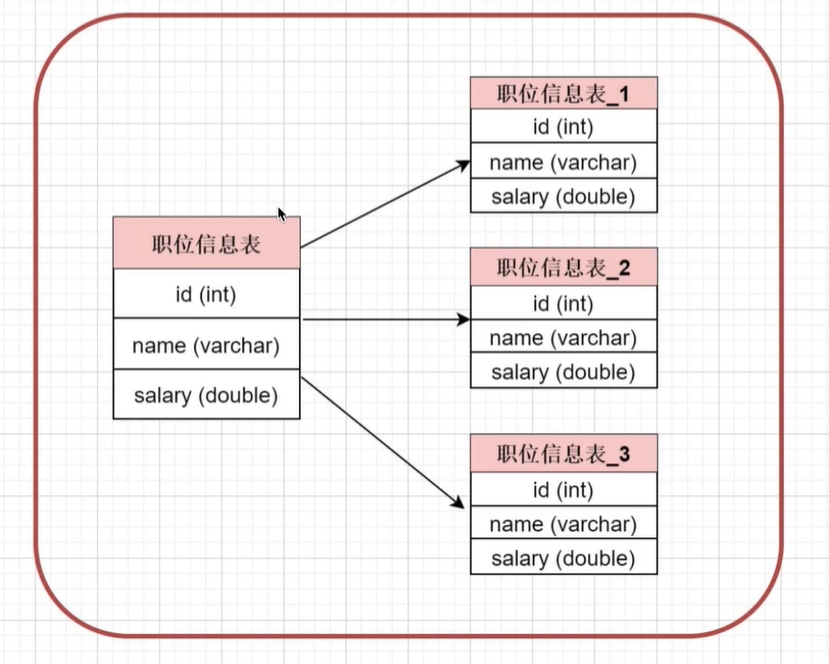 职位信息表
id (int)
name (varchar)
salary (double)
职位信息表_1
id (int)
name (varchar)
salary (double)
职位信息表_2
id (int)
name (varchar)
salary (double)
职位信息表_3
id (int)
name (varchar)
salary (double)